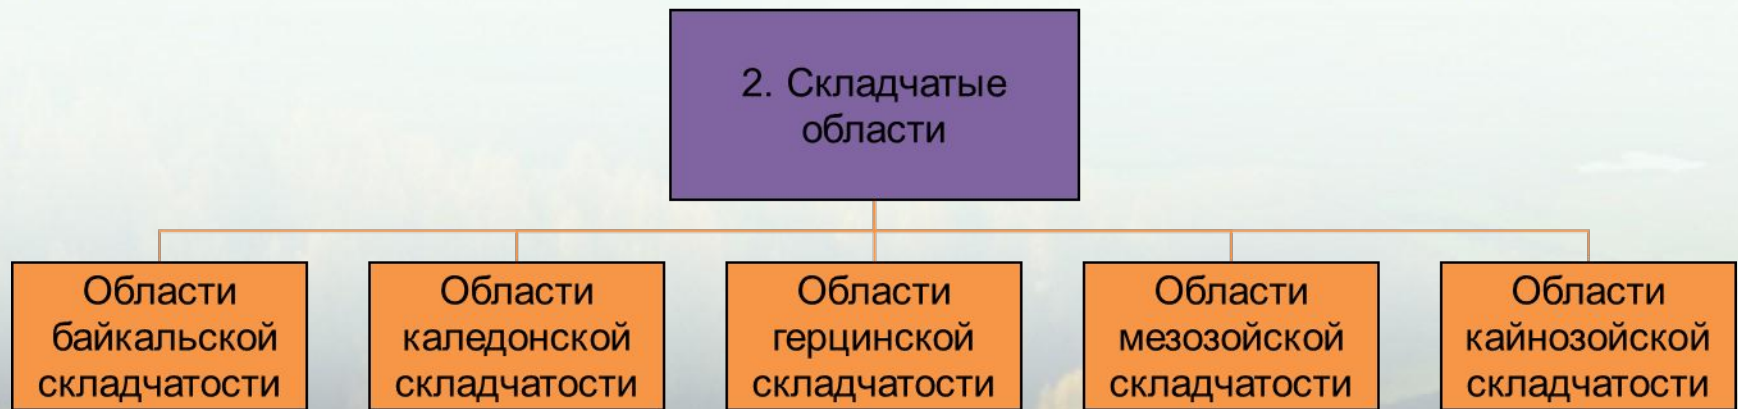 2. Складчатые
области
Области
байкальской
складчатости
Области
каледонской
складчатости
Области
герцинской
складчатости
Области
мезозойской
складчатости
Области
кайнозойской
складчатости